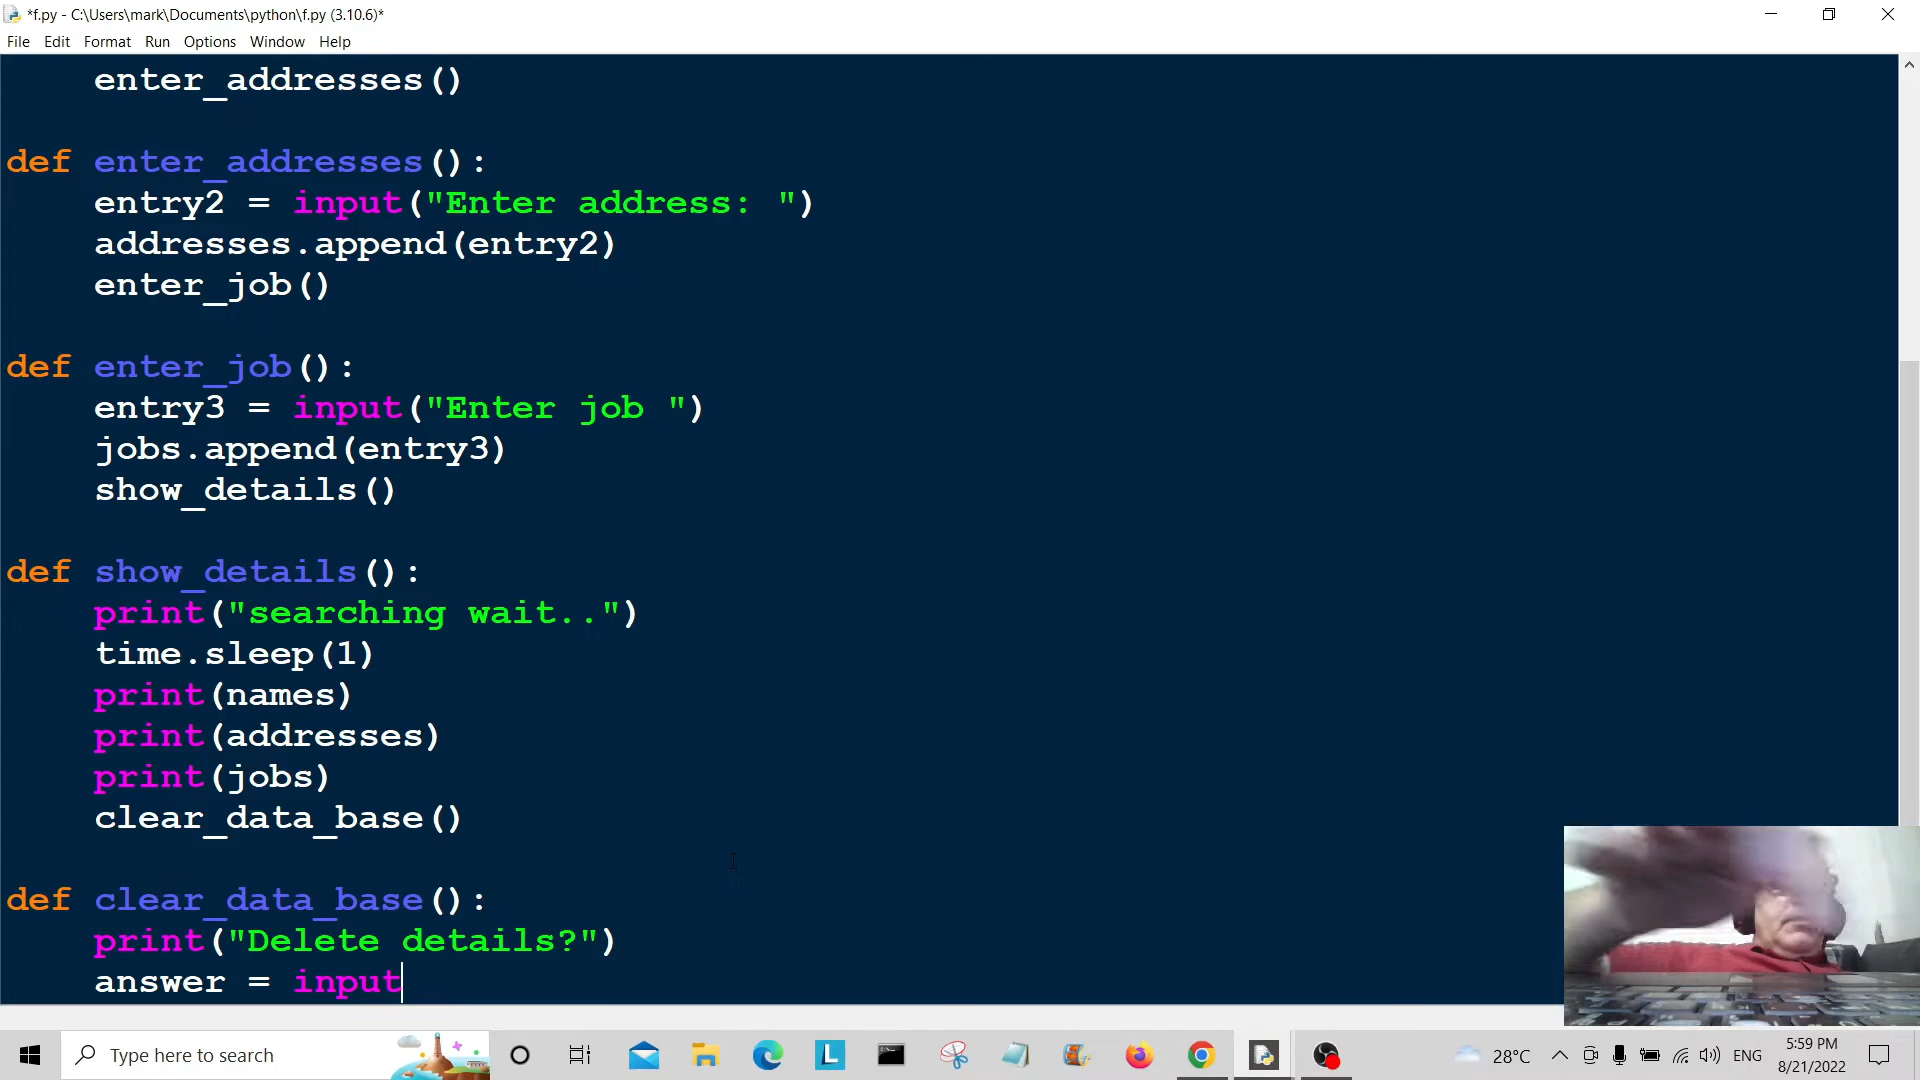 *f.py - C:\Users\mark\Documents\python\f.py (3.10.6)*
File Edit Format Run Options Window Help
enter_addresses()
def enter_addresses():
entry2 = input("Enter address: ")
addresses.append(entry2)
enter_job()
def enter_job():
entry3 = input("Enter job ")
jobs.append(entry3)
show_details()
def show_details():
print("searching wait..")
time.sleep(1)
print(names)
print(addresses)
print(jobs)
clear_data_base()
def clear_data_base():
print("Delete details?")
answer = input
Type here to search
L
28°C
ENG
5:59 PM
8/21/2022